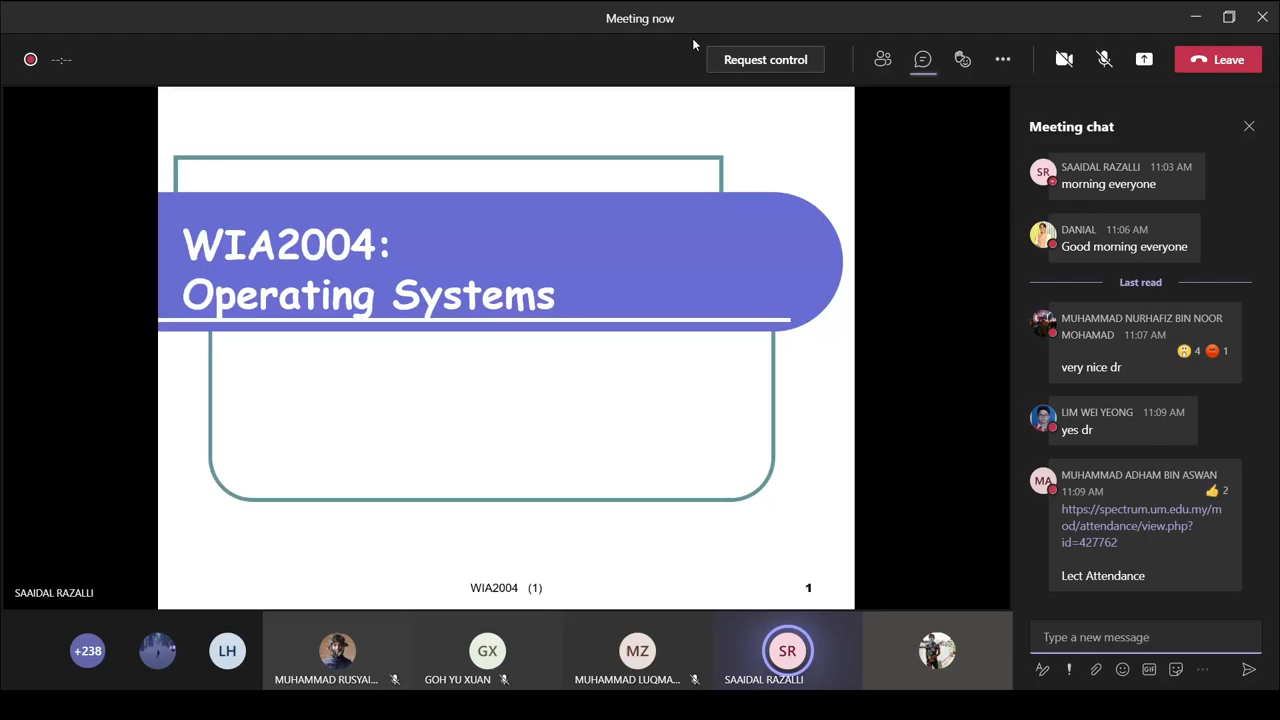 Meeting now
--:--
Request control
Leave
WIA2004:
Operating Systems
WIA2004 (1)
1
SAAIDAL RAZALLI
Meeting chat
SR
SAAIDAL RAZALLI 11:03 AM
morning everyone
DANIAL 11:06 AM
Good morning everyone
Last read
MUHAMMAD NURHAFIZ BIN NOOR
MOHAMAD 11:07 AM
4 1
very nice dr
LIM WEI YEONG 11:09 AM
yes dr
MA
MUHAMMAD ADHAM BIN ASWAN
11:09 AM 2
https://spectrum.um.edu.my/m
od/attendance/view.php?
id=427762
Lect Attendance
Type a new message
GIF
+238
LH
MUHAMMAD RUSYAI...
GX
GOH YU XUAN
MZ
MUHAMMAD LUQMA...
SR
SAAIDAL RAZALLI